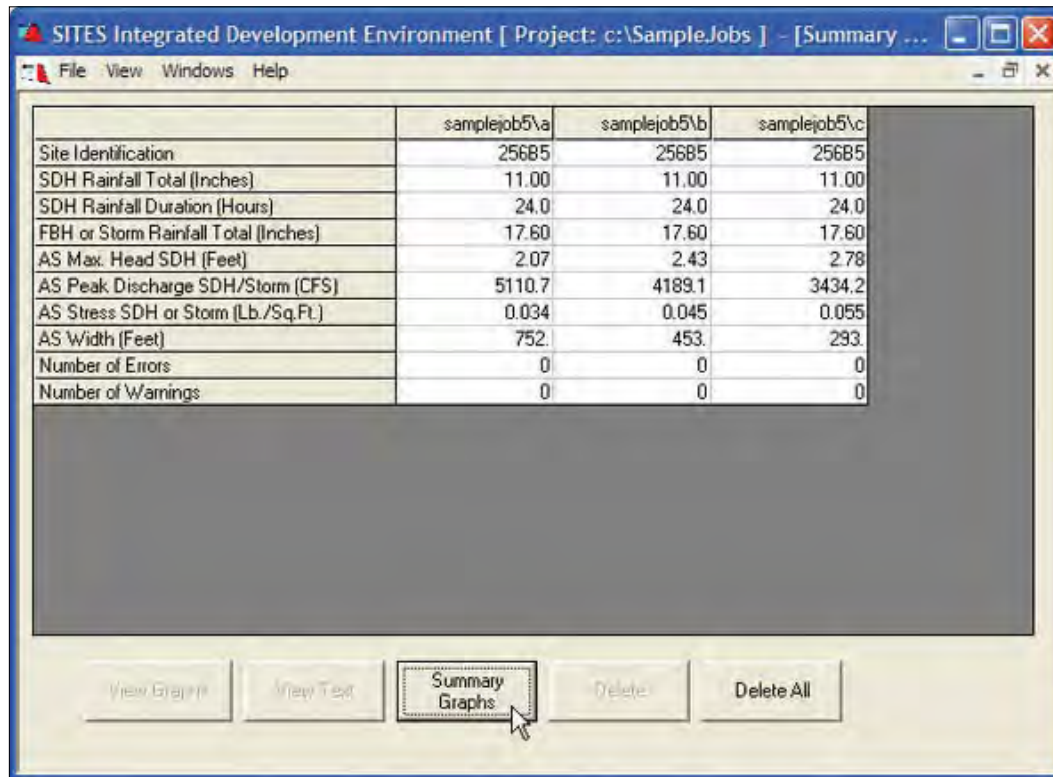 SITES Integrated Development Environment [ Project: c:\SampleJobs ] - [Summary ...
File View Windows Help
samplejob5\a samplejob5\b samplejob5\c
Site Identification 256B5 256B5 256B5
SDH Rainfall Total (Inches) 11.00 11.00 11.00
SDH Rainfall Duration (Hours) 24.0 24.0 24.0
FBH or Storm Rainfall Total (Inches) 17.60 17.60 17.60
AS Max. Head SDH (Feet) 2.07 2.43 2.78
AS Peak Discharge SDH/Storm (CFS) 5110.7 4189.1 3434.2
AS Stress SDH or Storm (Lb./Sq.Ft.) 0.034 0.045 0.055
AS Width (Feet) 752. 453. 293.
Number of Errors 0 0 0
Number of Warnings 0 0 0
View Graph View Text Summary Delete Delete All
Graphs